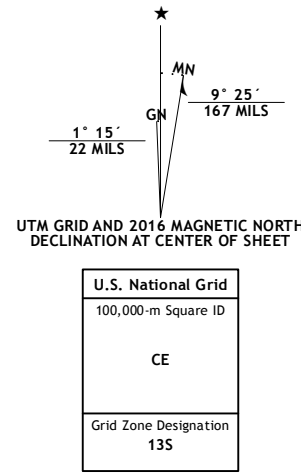 MN
GN
9° 25´
167 MILS
1° 15´
22 MILS
UTM GRID AND 2016 MAGNETIC NORTH
DECLINATION AT CENTER OF SHEET
U.S. National Grid
100,000-m Square ID
CE
Grid Zone Designation
13S